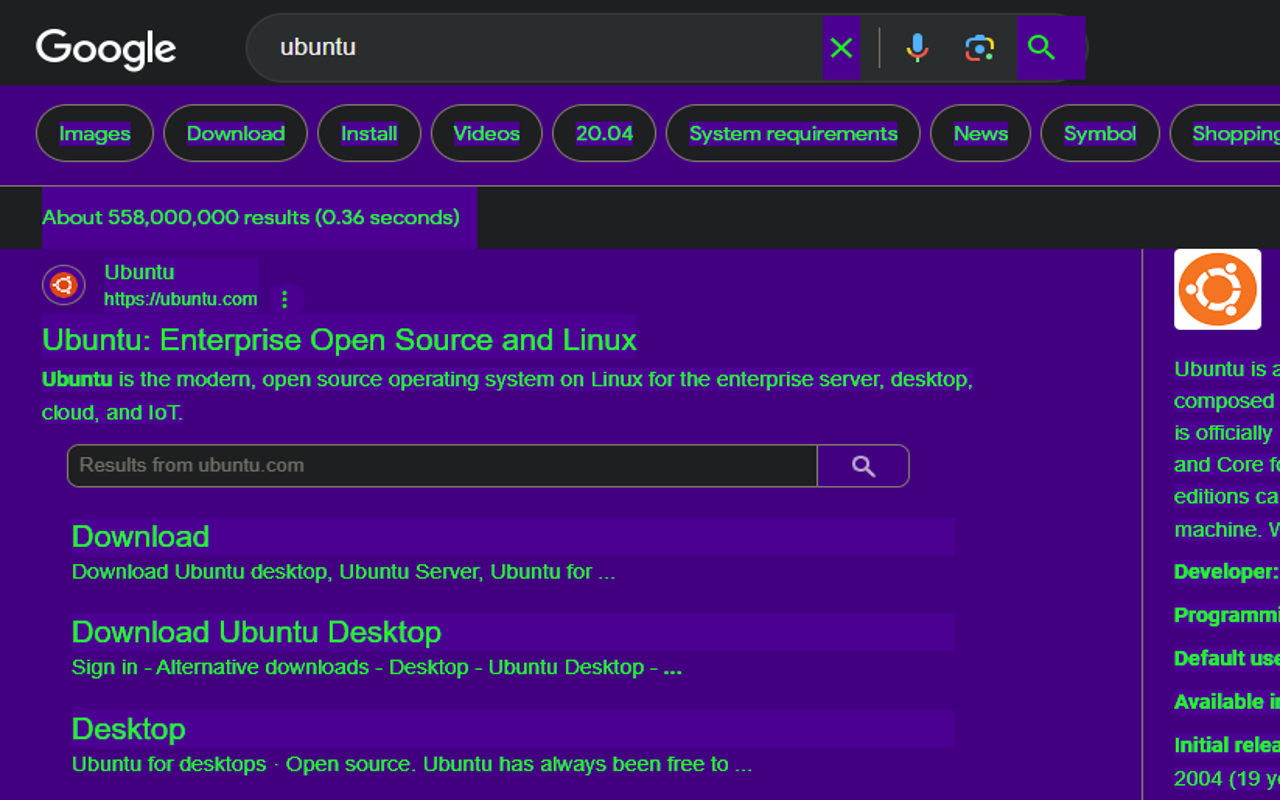 Google
ubuntu
Images Download Install Videos 20.04 System requirements News Symbol Shopping
About 558,000,000 results (0.36 seconds)
Ubuntu
https://ubuntu.com
Ubuntu: Enterprise Open Source and Linux
Ubuntu is the modern, open source operating system on Linux for the enterprise server, desktop,
cloud, and IoT.
Results from ubuntu.com
Download
Download Ubuntu desktop, Ubuntu Server, Ubuntu for ...
Download Ubuntu Desktop
Sign in - Alternative downloads - Desktop - Ubuntu Desktop - ...
Desktop
Ubuntu for desktops · Open source. Ubuntu has always been free to ...
Ubuntu is a
composed
is officially
and Core
editions
machine.
Developer:
Default
Available
Initial
2004 (19